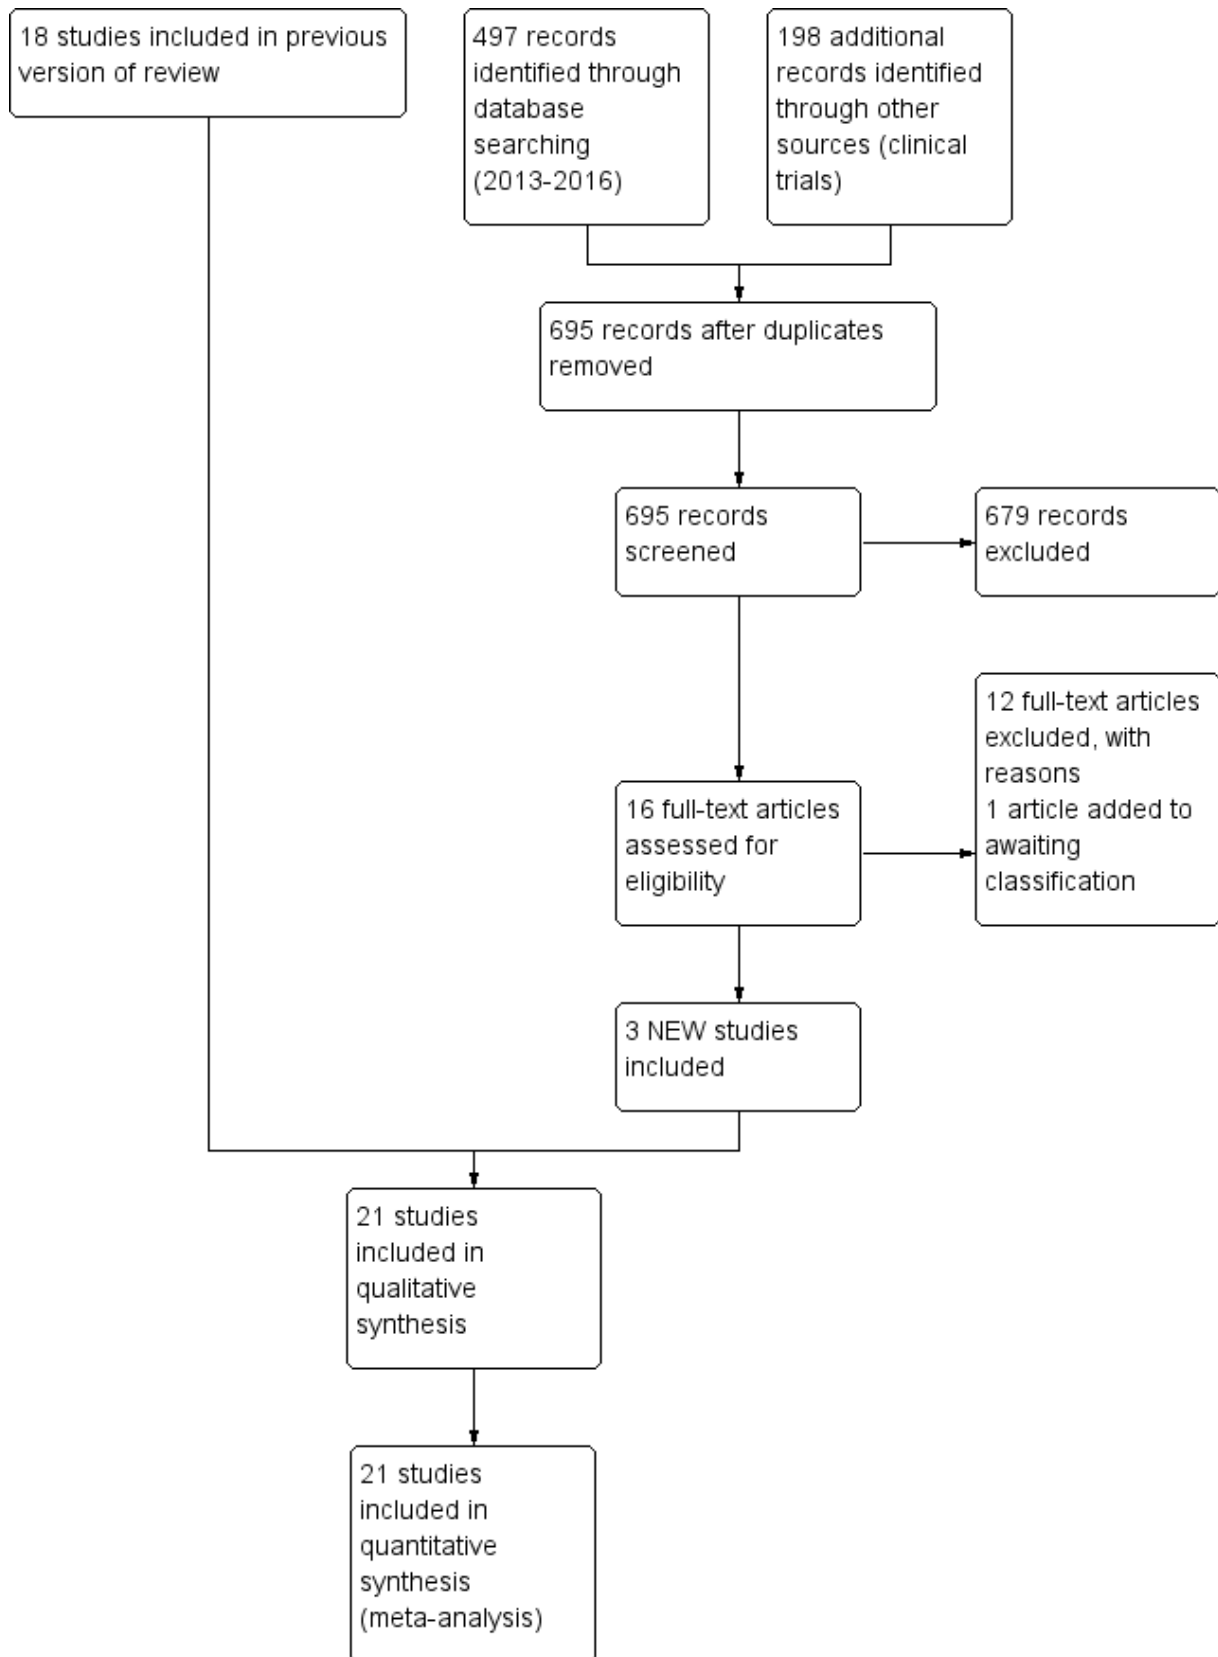 18 studies included in previous
version of review
497 records
identified through
database
searching
(2013-2016)
198 additional
records identified
through other
sources (clinical
trials)
695 records after duplicates
removed
695 records
screened
679 records
excluded
12 full-text articles
excluded, with
reasons
1 article added to
awaiting
classification
16 full-text articles
assessed for
eligibility
3 NEW studies
included
21 studies
included in
qualitative
synthesis
21 studies
included in
quantitative
synthesis
(meta-analysis)